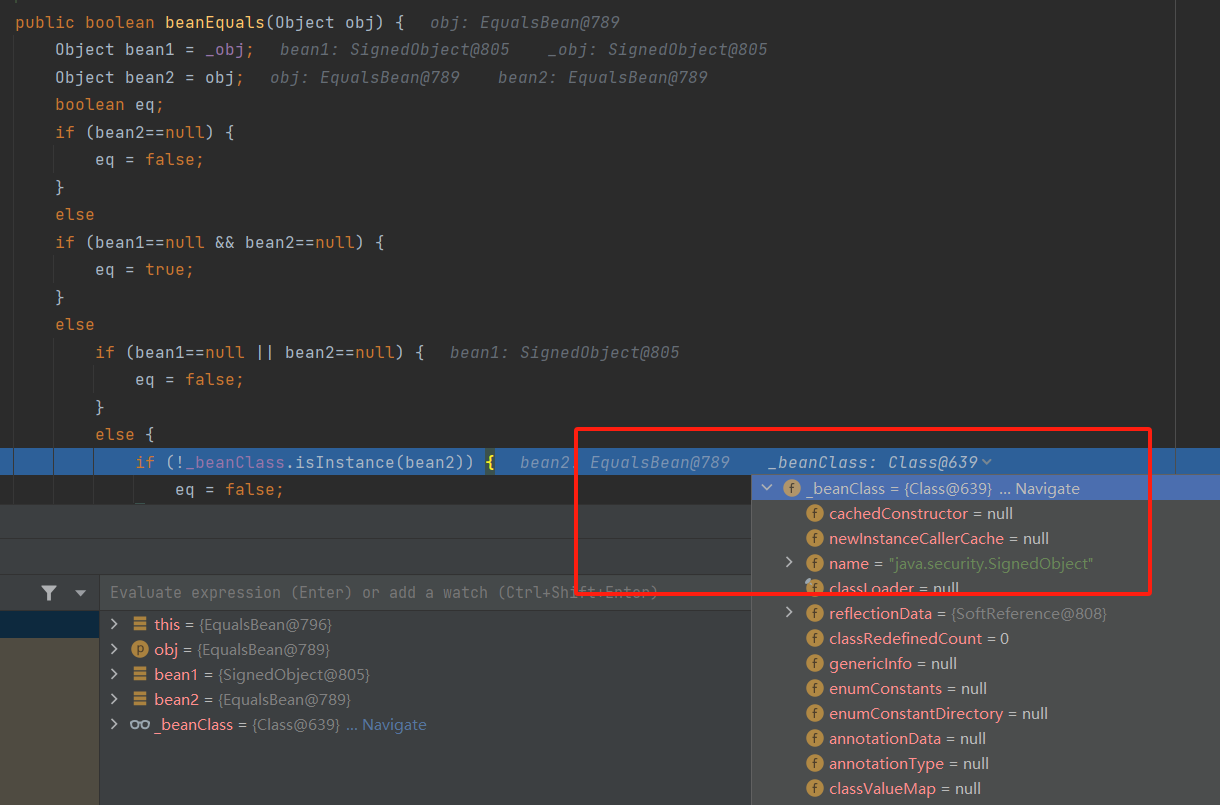 public boolean beanEquals(Object obj) {   obj: EqualsBean@789
Object bean1 = _obj;   bean1: SignedObject@805    _obj: SignedObject@805
Object bean2 = obj;   obj: EqualsBean@789    bean2: EqualsBean@789
boolean eq;
if (bean2==null) {
eq = false;
}
else
if (bean1==null && bean2==null) {
eq = true;
}
else
if (bean1==null || bean2==null) {   bean1: SignedObject@805
eq = false;
}
else {
if (!_beanClass.isInstance(bean2)) {   bean2: EqualsBean@789    _beanClass: Class@639
eq = false;
_beanClass = {Class@639} ... Navigate
cachedConstructor = null
newInstanceCallerCache = null
name = "java.security.SignedObject"
classLoader = null
reflectionData = {SoftReference@808}
classRedefinedCount = 0
genericInfo = null
enumConstants = null
enumConstantDirectory = null
annotationData = null
annotationType = null
classValueMap = null
Evaluate expression (Enter) or add a watch (Ctrl+Shift+Enter)
this = {EqualsBean@796}
obj = {EqualsBean@789}
bean1 = {SignedObject@805}
bean2 = {EqualsBean@789}
_beanClass = {Class@639} ... Navigate